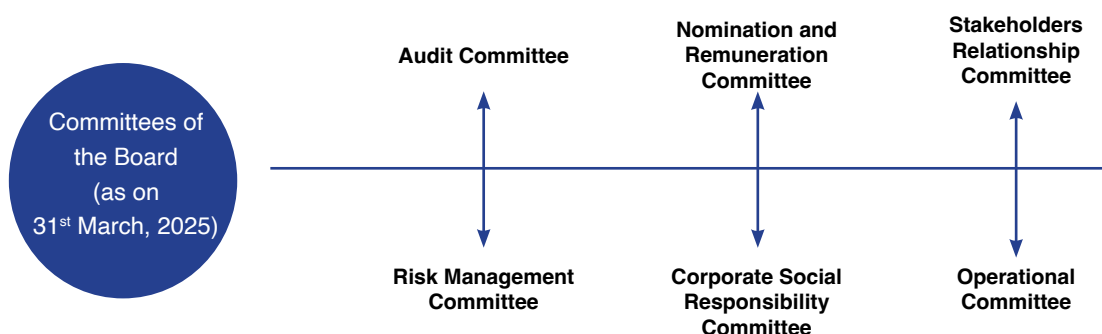 Committees of
the Board
(as on
31st March, 2025)
Audit Committee
Nomination and
Remuneration
Committee
Stakeholders
Relationship
Committee
Risk Management
Committee
Corporate Social
Responsibility
Committee
Operational
Committee